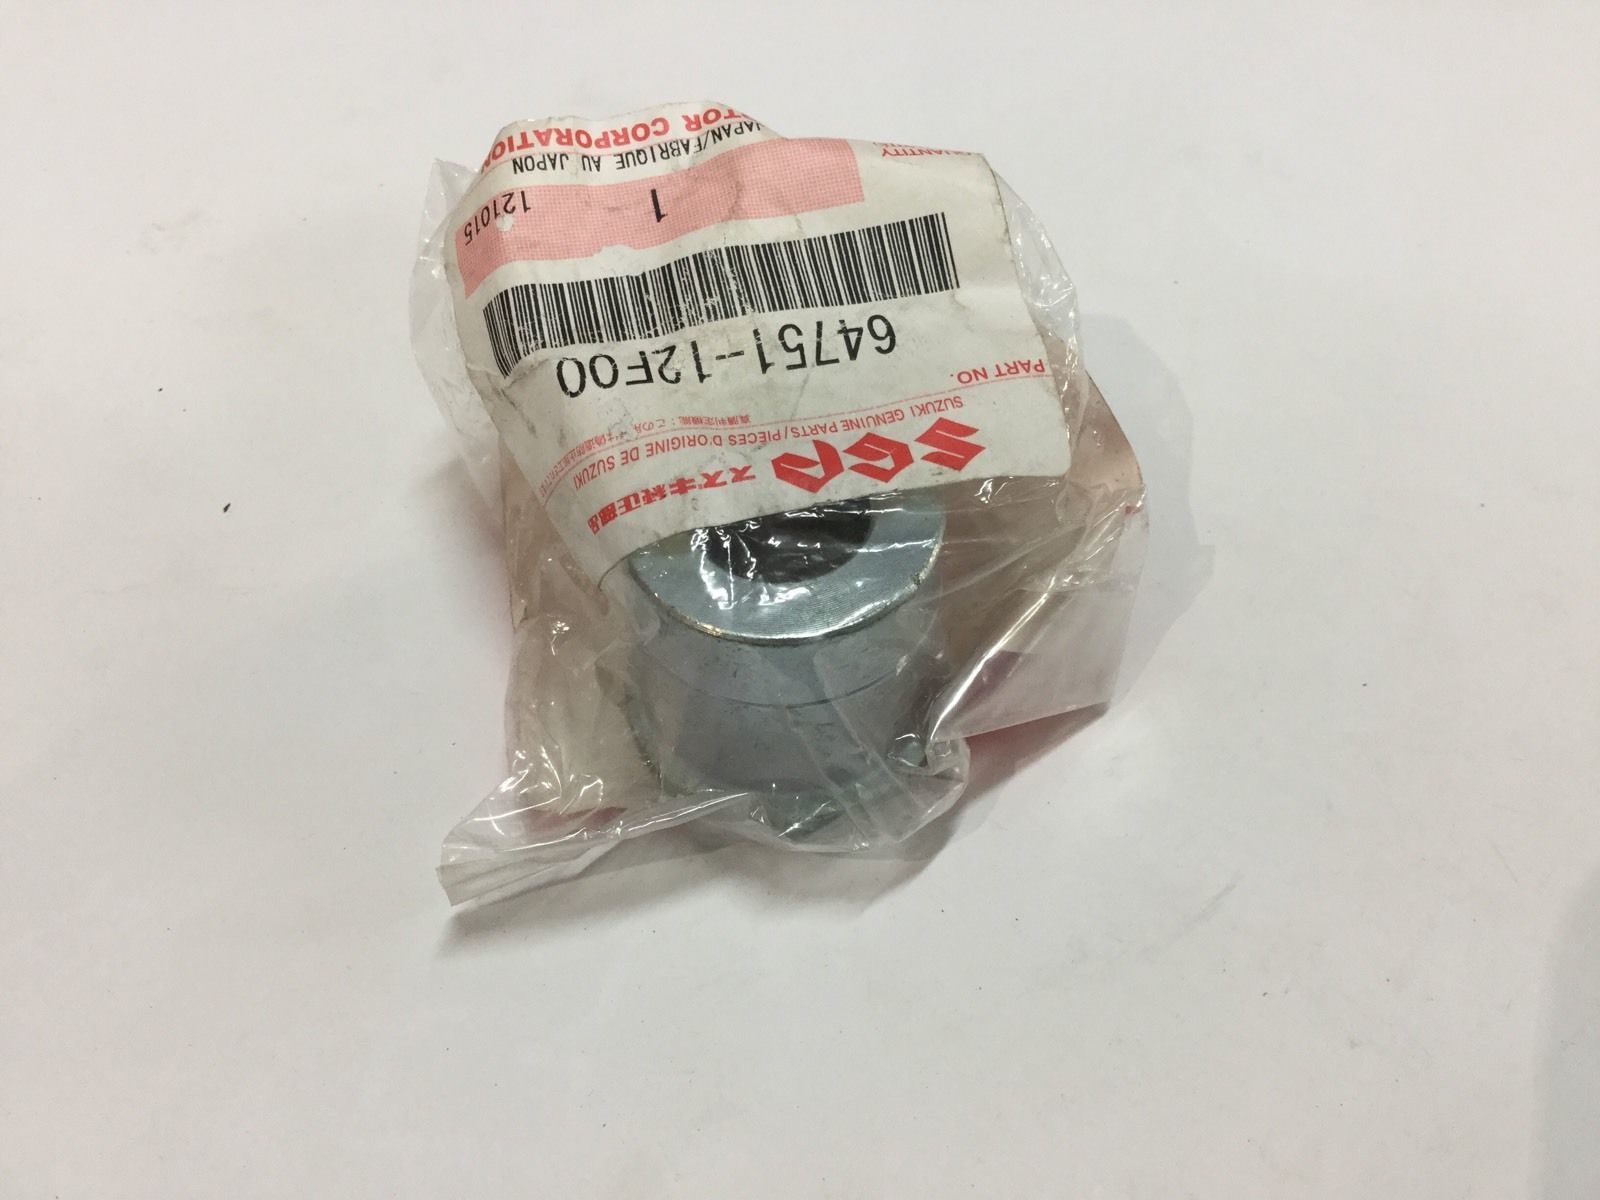 SGP スズキ純正部品
SUZUKI GENUINE PARTS/PIECES D'ORIGINE DE SUZUKI
PART NO.
64751-12F00
QUANTITY
1
121015
JAPAN/FABRIQUE AU JAPON
TOR CORPORATION